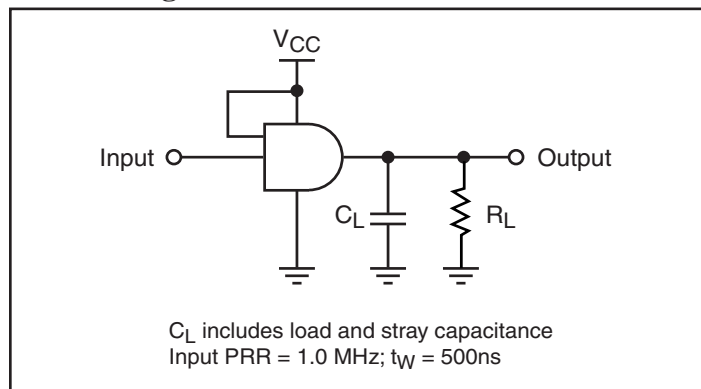 VCC
Input
Output
CL
RL
CL includes load and stray capacitance
Input PRR = 1.0 MHz; tW = 500ns